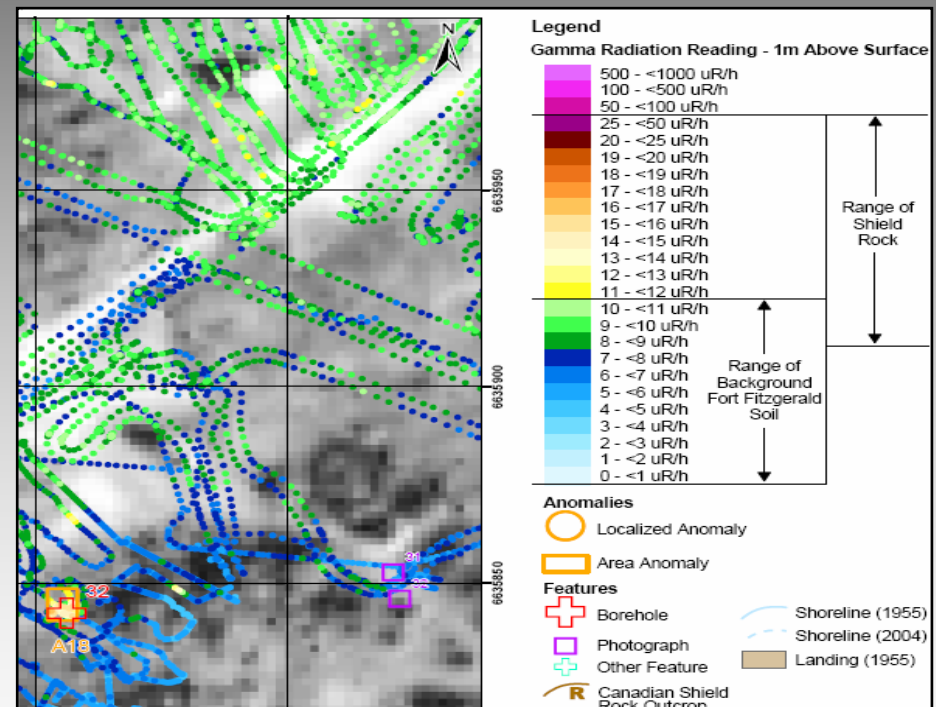 N
6635950
6635900
6635850
31
32
32
A18
Legend
Gamma Radiation Reading - 1m Above Surface
500 - <1000 uR/h
100 - <500 uR/h
50 - <100 uR/h
25 - <50 uR/h
20 - <25 uR/h
19 - <20 uR/h
18 - <19 uR/h
17 - <18 uR/h
16 - <17 uR/h
15 - <16 uR/h
14 - <15 uR/h
13 - <14 uR/h
12 - <13 uR/h
11 - <12 uR/h
10 - <11 uR/h
9 - <10 uR/h
8 - <9 uR/h
7 - <8 uR/h
6 - <7 uR/h
5 - <6 uR/h
4 - <5 uR/h
3 - <4 uR/h
2 - <3 uR/h
1 - <2 uR/h
0 - <1 uR/h
Range of
Shield
Rock
Range of
Background
Fort Fitzgerald
Soil
Anomalies
Localized Anomaly
Area Anomaly
Features
Borehole
Photograph
Other Feature
R Canadian Shield
Rock Outcrop
Shoreline (1955)
Shoreline (2004)
Landing (1955)